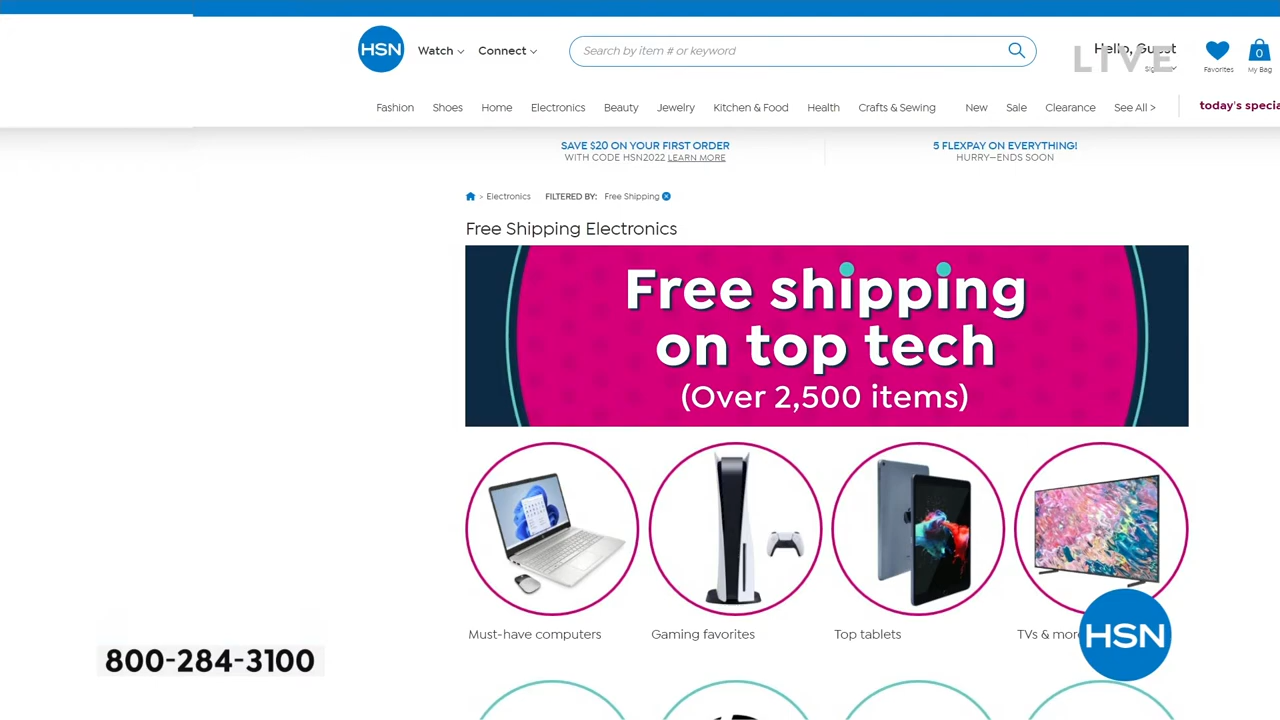 HSN
Watch
Connect
Search by item # or keyword
Hello, Guest
LIVE
Favorites
0
My Bag
Fashion
Shoes
Home
Electronics
Beauty
Jewelry
Kitchen & Food
Health
Crafts & Sewing
New
Sale
Clearance
See All >
today's specia
SAVE $20 ON YOUR FIRST ORDER
WITH CODE HSN2022 LEARN MORE
5 FLEXPAY ON EVERYTHING!
HURRY—ENDS SOON
> Electronics
FILTERED BY: Free Shipping
Free Shipping Electronics
Free shipping
on top tech
(Over 2,500 items)
Must-have computers
Gaming favorites
Top tablets
TVs & mor
HSN
800-284-3100